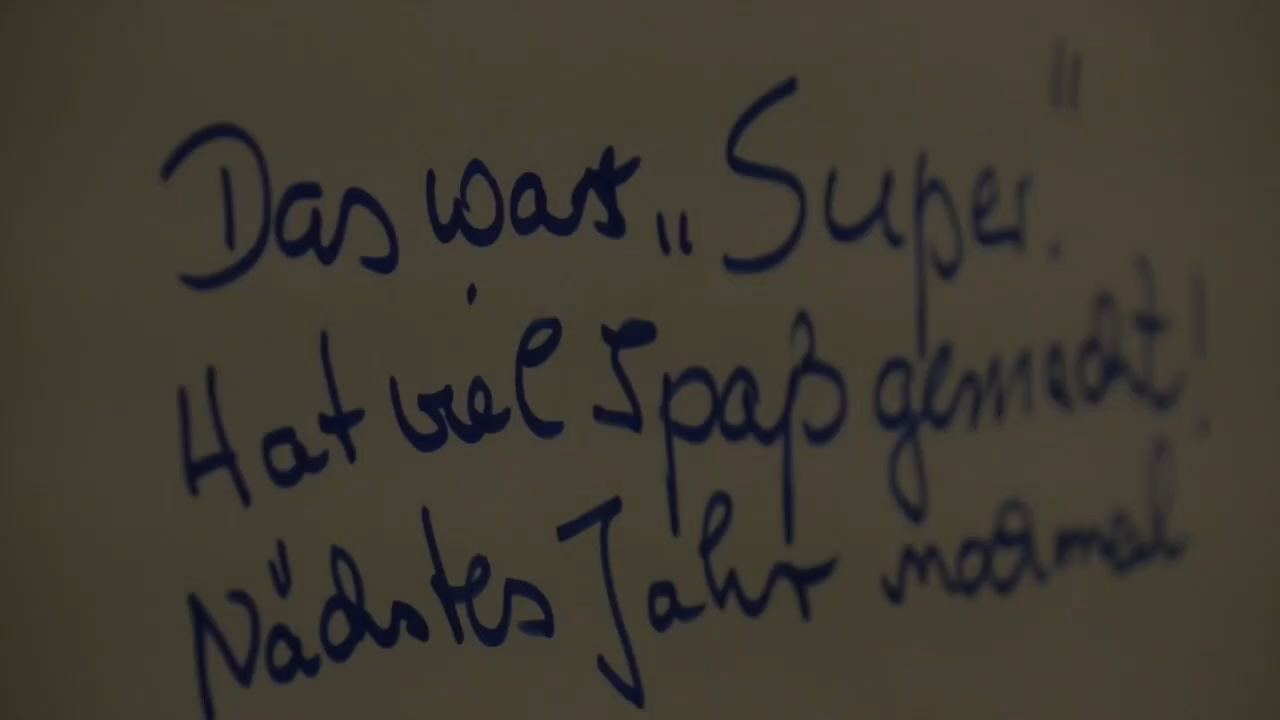 Das war's „Super."
Hat viel Spaß gemacht!
Nächstes Jahr nochmal